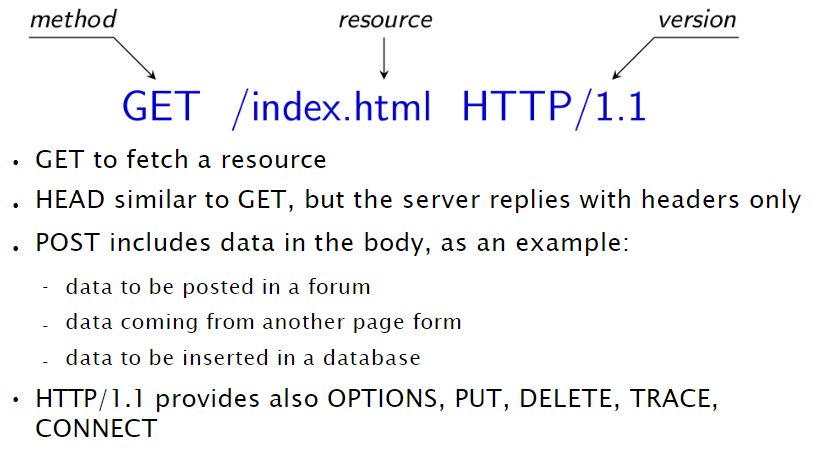 method resource version
GET /index.html HTTP/1.1
• GET to fetch a resource
• HEAD similar to GET, but the server replies with headers only
• POST includes data in the body, as an example:
- data to be posted in a forum
- data coming from another page form
- data to be inserted in a database
• HTTP/1.1 provides also OPTIONS, PUT, DELETE, TRACE,
CONNECT